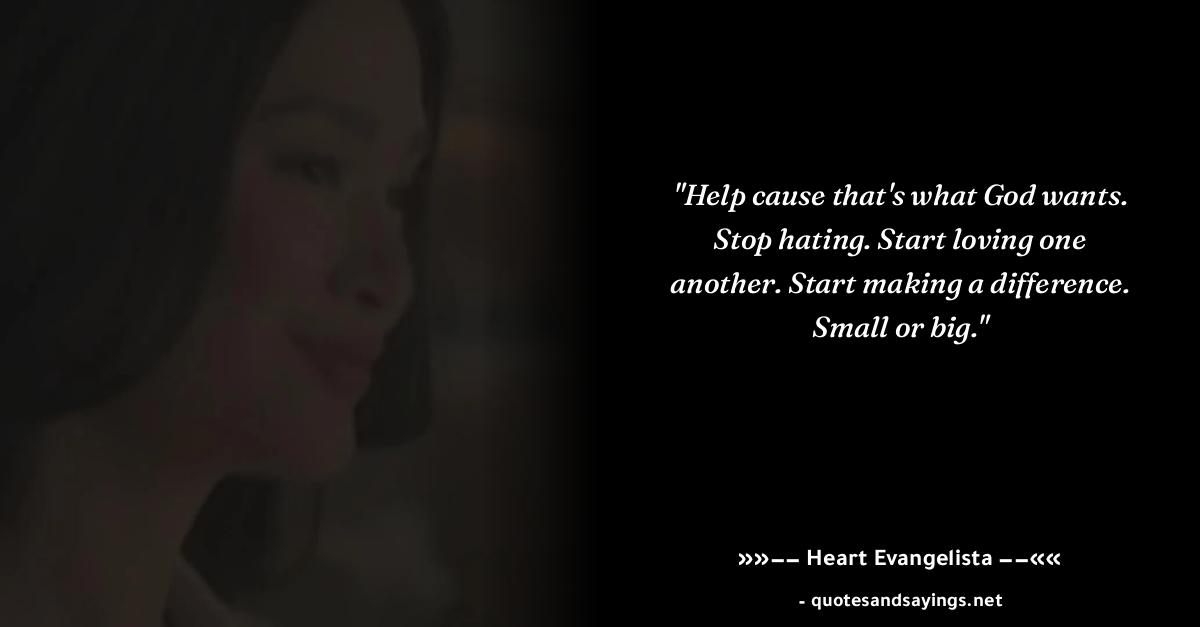 "Help cause that's what God wants.
Stop hating. Start loving one
another. Start making a difference.
Small or big."
»»−− Heart Evangelista −−««
- quotesandsayings.net